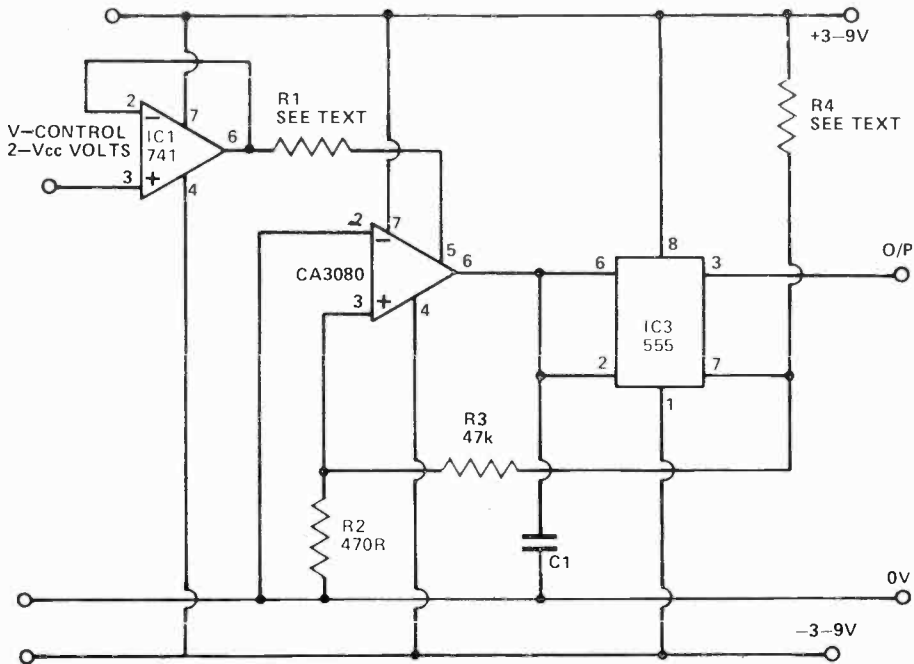 +3–9V
R1
SEE TEXT
R4
SEE TEXT
2
–
7
IC1
741
6
V–CONTROL
2–Vcc VOLTS
3
+
4
2
–
7
5
6
CA3080
3
+
4
8
6
3
O/P
IC3
555
2
7
1
R3
47k
R2
470R
C1
0V
–3–9V